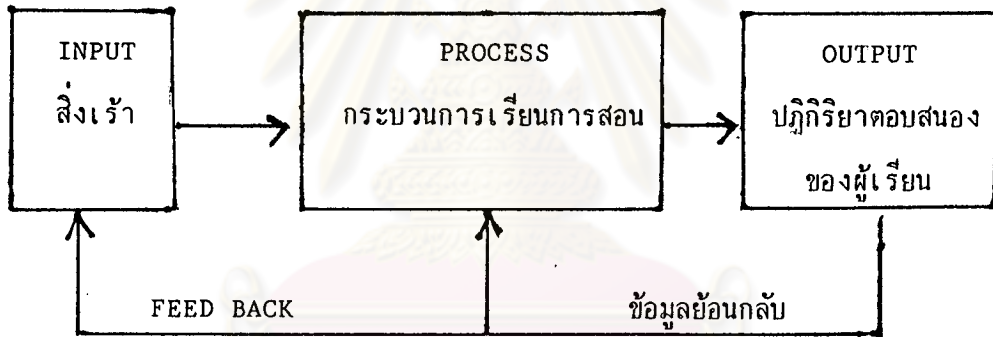 INPUT
สิ่งเร้า
PROCESS
กระบวนการเรียนการสอน
OUTPUT
ปฏิกิริยาตอบสนอง
ของผู้เรียน
FEED BACK
ข้อมูลย้อนกลับ